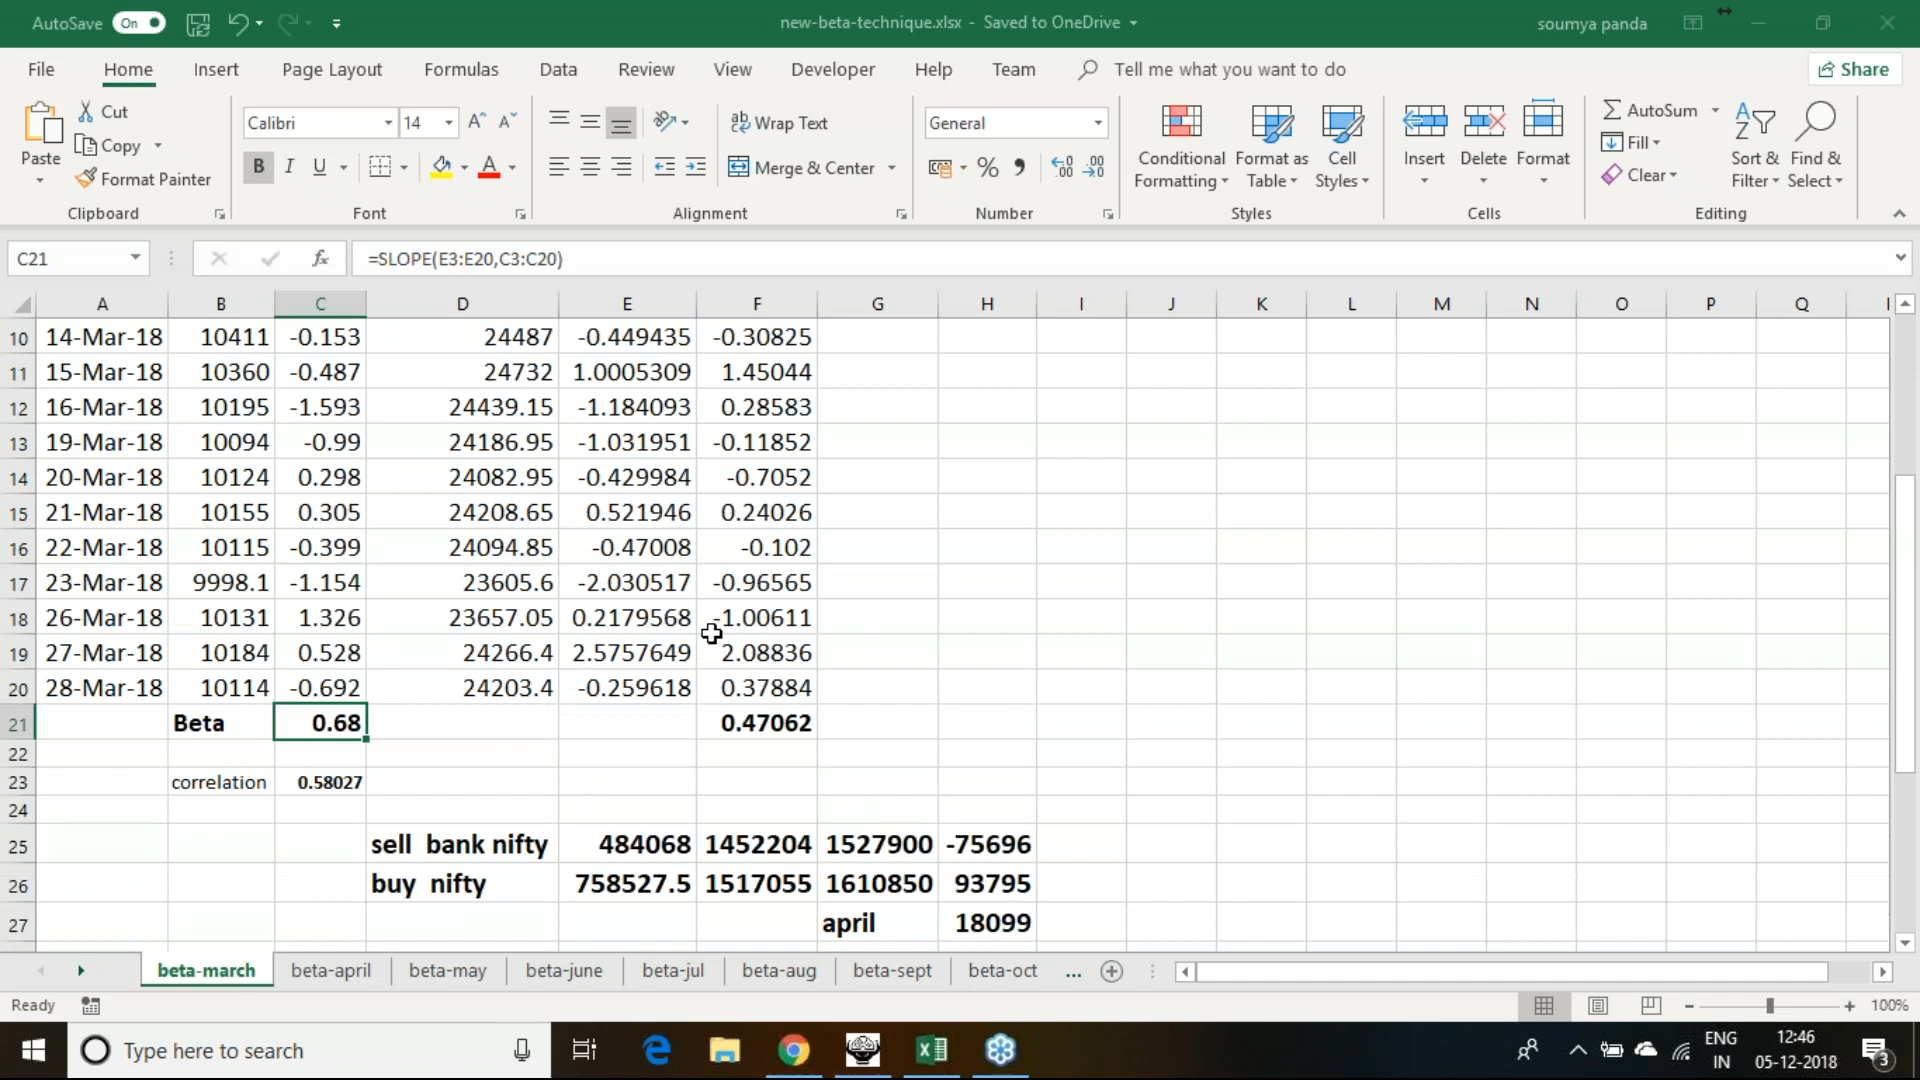 AutoSave On new-beta-technique.xlsx - Saved to OneDrive soumya panda
File Home Insert Page Layout Formulas Data Review View Developer Help Team Tell me what you want to do Share
Paste Cut Copy Format Painter
Calibri 14 Wrap Text General
B I U Merge & Center % ,
Conditional Formatting Format as Table Cell Styles Insert Delete Format
AutoSum Fill Clear Sort & Filter Find & Select
Clipboard Font Alignment Number Styles Cells Editing
C21 fx =SLOPE(E3:E20,C3:C20)
A B C D E F G H I J K L M N O P Q
10 14-Mar-18 10411 -0.153 24487 -0.449435 -0.30825
11 15-Mar-18 10360 -0.487 24732 1.0005309 1.45044
12 16-Mar-18 10195 -1.593 24439.15 -1.184093 0.28583
13 19-Mar-18 10094 -0.99 24186.95 -1.031951 -0.11852
14 20-Mar-18 10124 0.298 24082.95 -0.429984 -0.7052
15 21-Mar-18 10155 0.305 24208.65 0.521946 0.24026
16 22-Mar-18 10115 -0.399 24094.85 -0.47008 -0.102
17 23-Mar-18 9998.1 -1.154 23605.6 -2.030517 -0.96565
18 26-Mar-18 10131 1.326 23657.05 0.2179568 -1.00611
19 27-Mar-18 10184 0.528 24266.4 2.5757649 2.08836
20 28-Mar-18 10114 -0.692 24203.4 -0.259618 0.37884
21 Beta 0.68 0.47062
22
23 correlation 0.58027
24
25 sell bank nifty 484068 1452204 1527900 -75696
26 buy nifty 758527.5 1517055 1610850 93795
27 april 18099
beta-march beta-april beta-may beta-june beta-jul beta-aug beta-sept beta-oct ...
Ready 100%
Type here to search ENG IN 12:46 05-12-2018 3